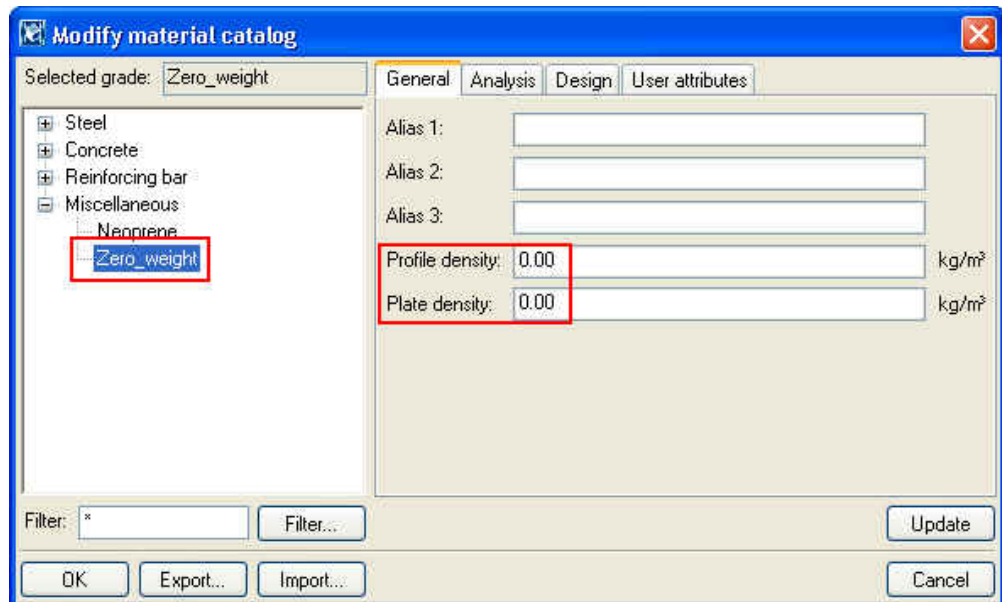 Modify material catalog
Selected grade: Zero_weight
General Analysis Design User attributes
Steel
Concrete
Reinforcing bar
Miscellaneous
Neoprene
Zero_weight
Alias 1:
Alias 2:
Alias 3:
Profile density: 0.00 kg/m³
Plate density: 0.00 kg/m³
Filter: * Filter... Update
OK Export... Import... Cancel